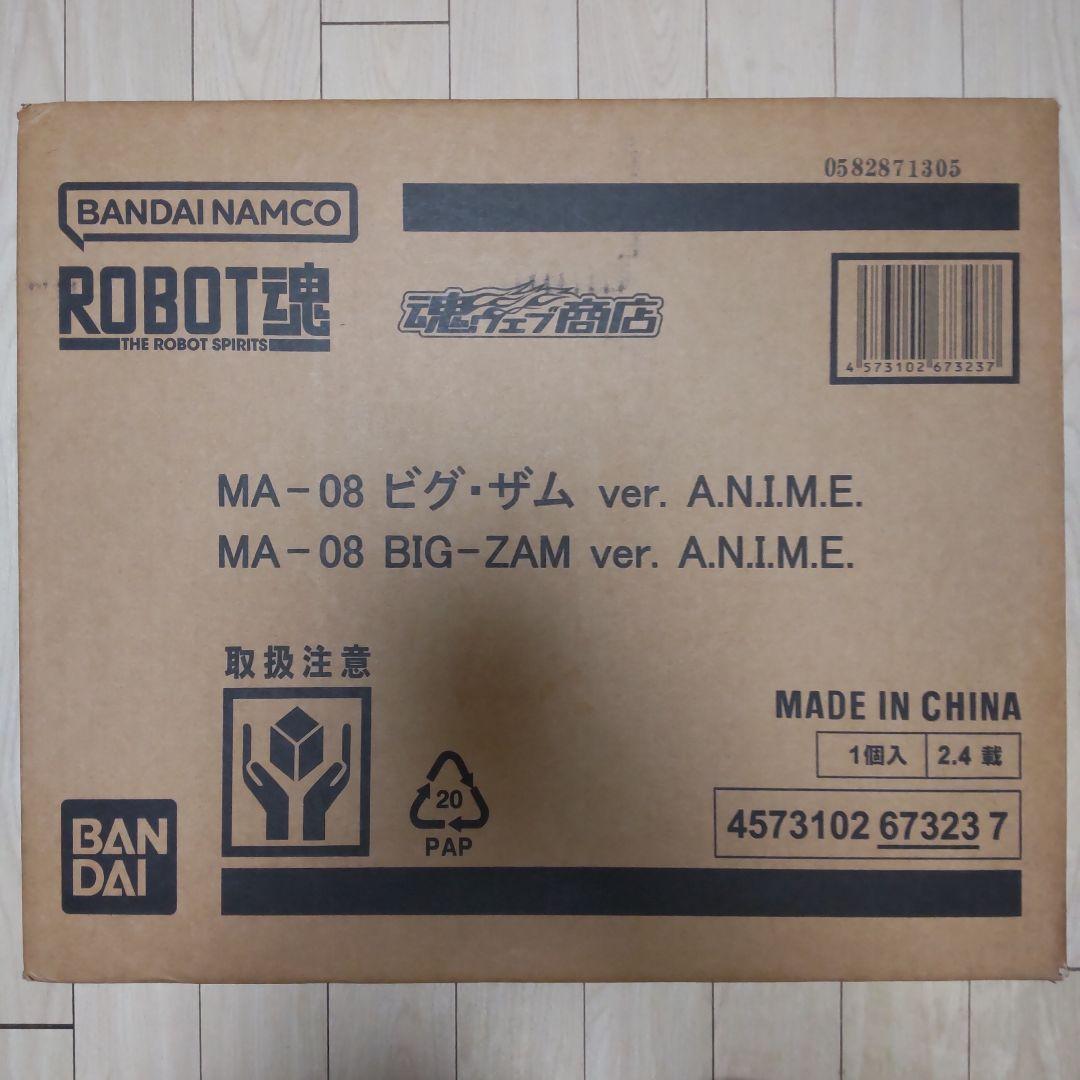 0582871305
BANDAI NAMCO
ROBOT魂
THE ROBOT SPIRITS
魂ウェブ商店
4 573102 673237
MA-08 ビグ・ザム ver. A.N.I.M.E.
MA-08 BIG-ZAM ver. A.N.I.M.E.
取扱注意
MADE IN CHINA
1個入 2.4 載
20
PAP
4573102 67323 7
BAN
DAI